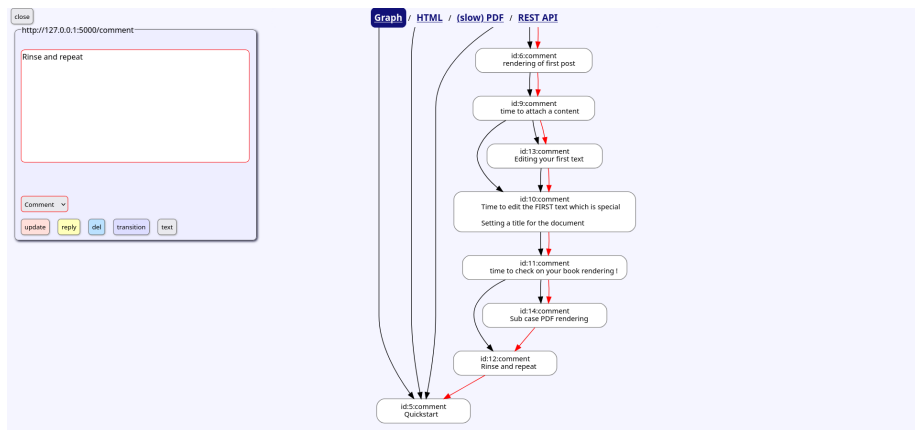 close
http://127.0.0.1:5000/comment
Rinse and repeat
Comment
update reply del transition text
Graph / HTML / (slow) PDF / REST API
id:6:comment
rendering of first post
id:9:comment
time to attach a content
id:13:comment
Editing your first text
id:10:comment
Time to edit the FIRST text which is special
Setting a title for the document
id:11:comment
time to check on your book rendering !
id:14:comment
Sub case PDF rendering
id:12:comment
Rinse and repeat
id:5:comment
Quickstart